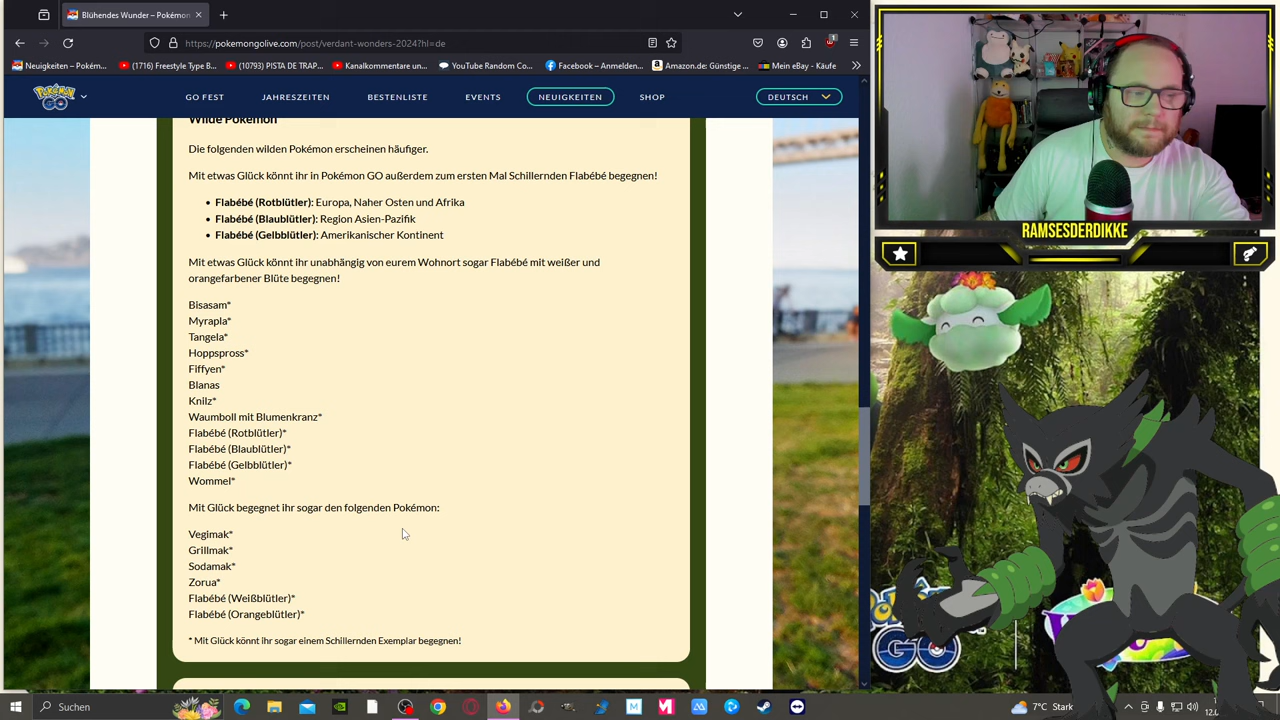 Blühendes Wunder – Pokémon
https://pokemongolive.com/post/verdant-wonders-2024?hl=de
1
Neuigkeiten – Pokém...
(1716) Freestyle Type B...
(10793) PISTA DE TRAP...
Kanalkommentare un...
YouTube Random Co...
Facebook – Anmelden...
Amazon.de: Günstige ...
Mein eBay - Käufe
Pokémon GO
GO FEST
JAHRESZEITEN
BESTENLISTE
EVENTS
NEUIGKEITEN
SHOP
DEUTSCH
Wilde Pokémon
Die folgenden wilden Pokémon erscheinen häufiger.
Mit etwas Glück könnt ihr in Pokémon GO außerdem zum ersten Mal Schillernden Flabébé begegnen!
Flabébé (Rotblütler): Europa, Naher Osten und Afrika
Flabébé (Blaublütler): Region Asien-Pazifik
Flabébé (Gelbblütler): Amerikanischer Kontinent
Mit etwas Glück könnt ihr unabhängig von eurem Wohnort sogar Flabébé mit weißer und
orangefarbener Blüte begegnen!
Bisasam*
Myrapla*
Tangela*
Hoppspross*
Fiffyen*
Blanas
Knilz*
Waumboll mit Blumenkranz*
Flabébé (Rotblütler)*
Flabébé (Blaublütler)*
Flabébé (Gelbblütler)*
Wommel*
Mit Glück begegnet ihr sogar den folgenden Pokémon:
Vegimak*
Grillmak*
Sodamak*
Zorua*
Flabébé (Weißblütler)*
Flabébé (Orangeblütler)*
* Mit Glück könnt ihr sogar einem Schillernden Exemplar begegnen!
RAMSESDERDIKKE
GO
Suchen
7°C Stark